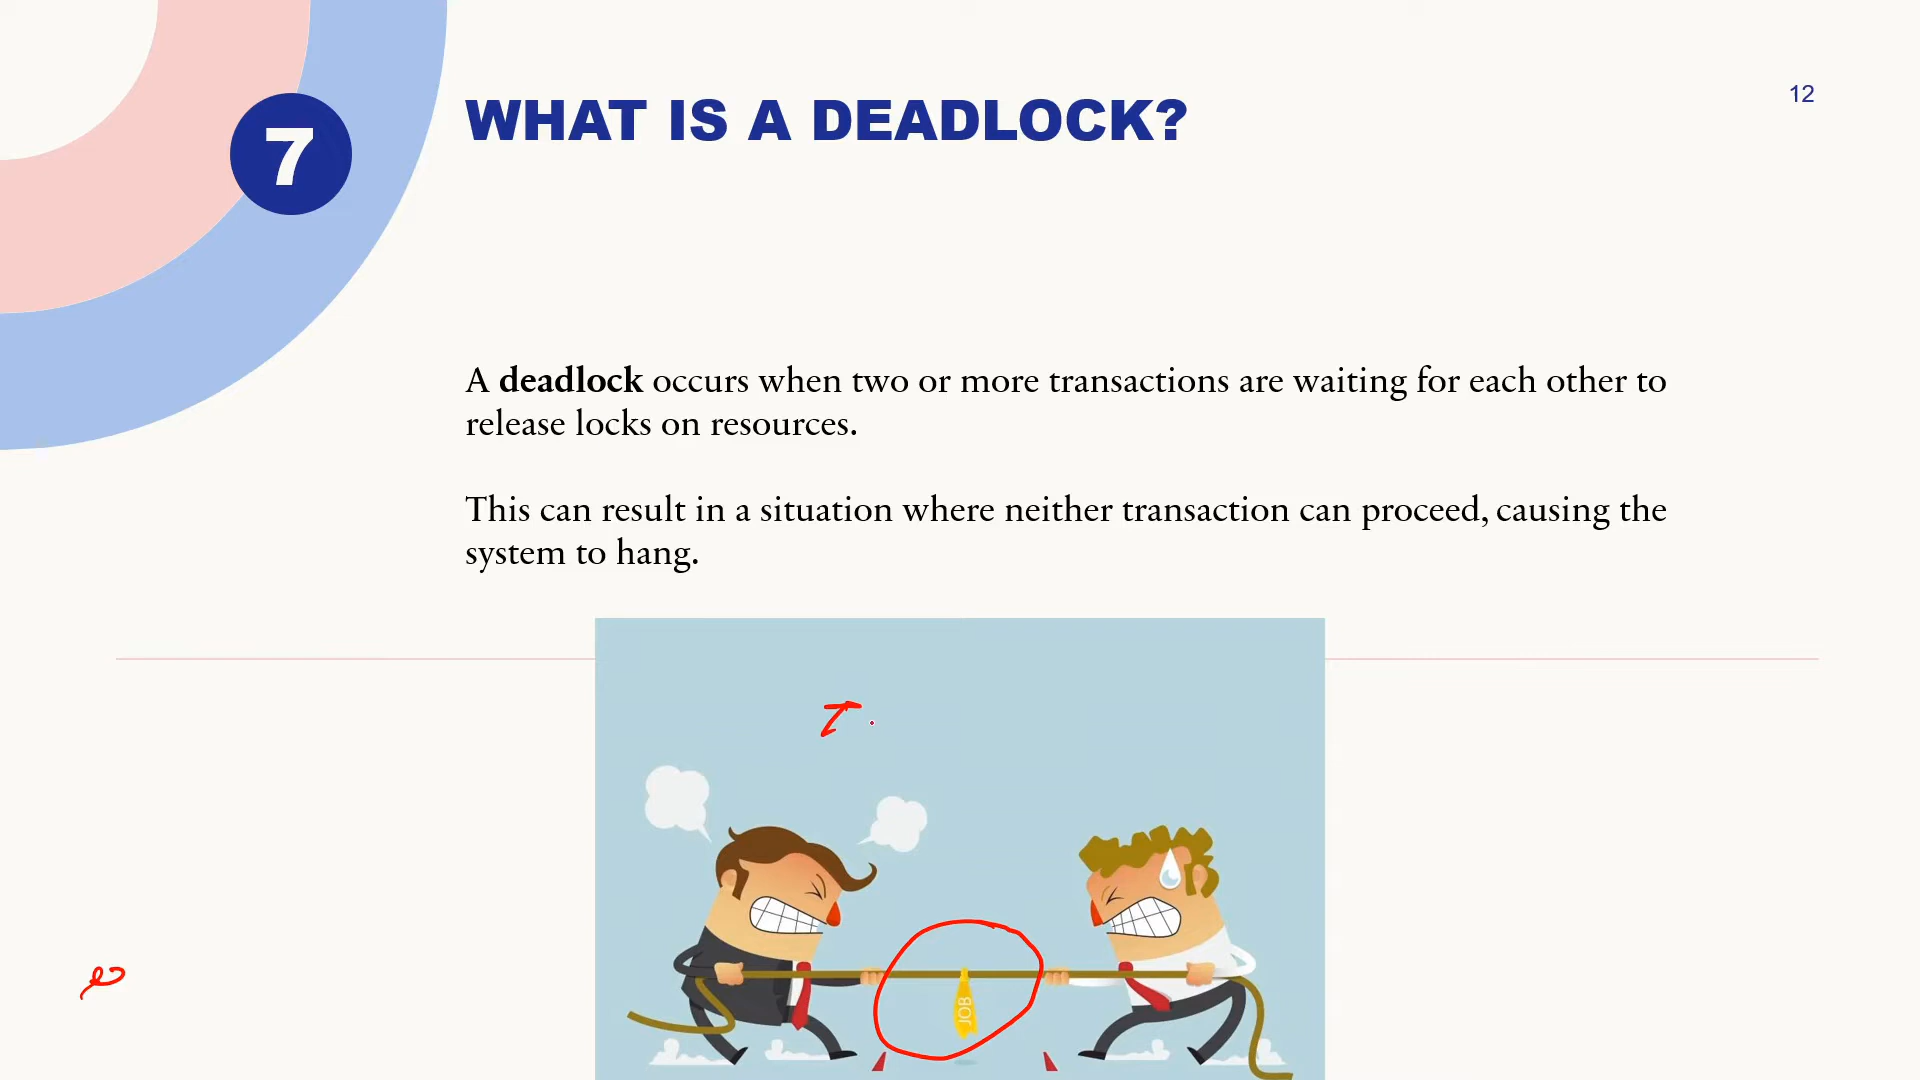 7
WHAT IS A DEADLOCK?
12
A deadlock occurs when two or more transactions are waiting for each other to
release locks on resources.
This can result in a situation where neither transaction can proceed, causing the
system to hang.
JOB